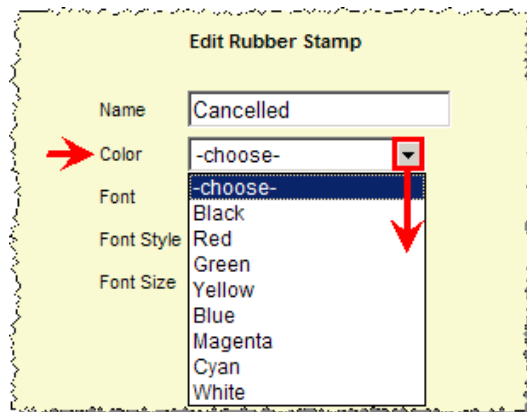 Edit Rubber Stamp
Name Cancelled
Color -choose-
-choose-
Font
Black
Font Style Red
Green
Font Size
Yellow
Blue
Magenta
Cyan
White